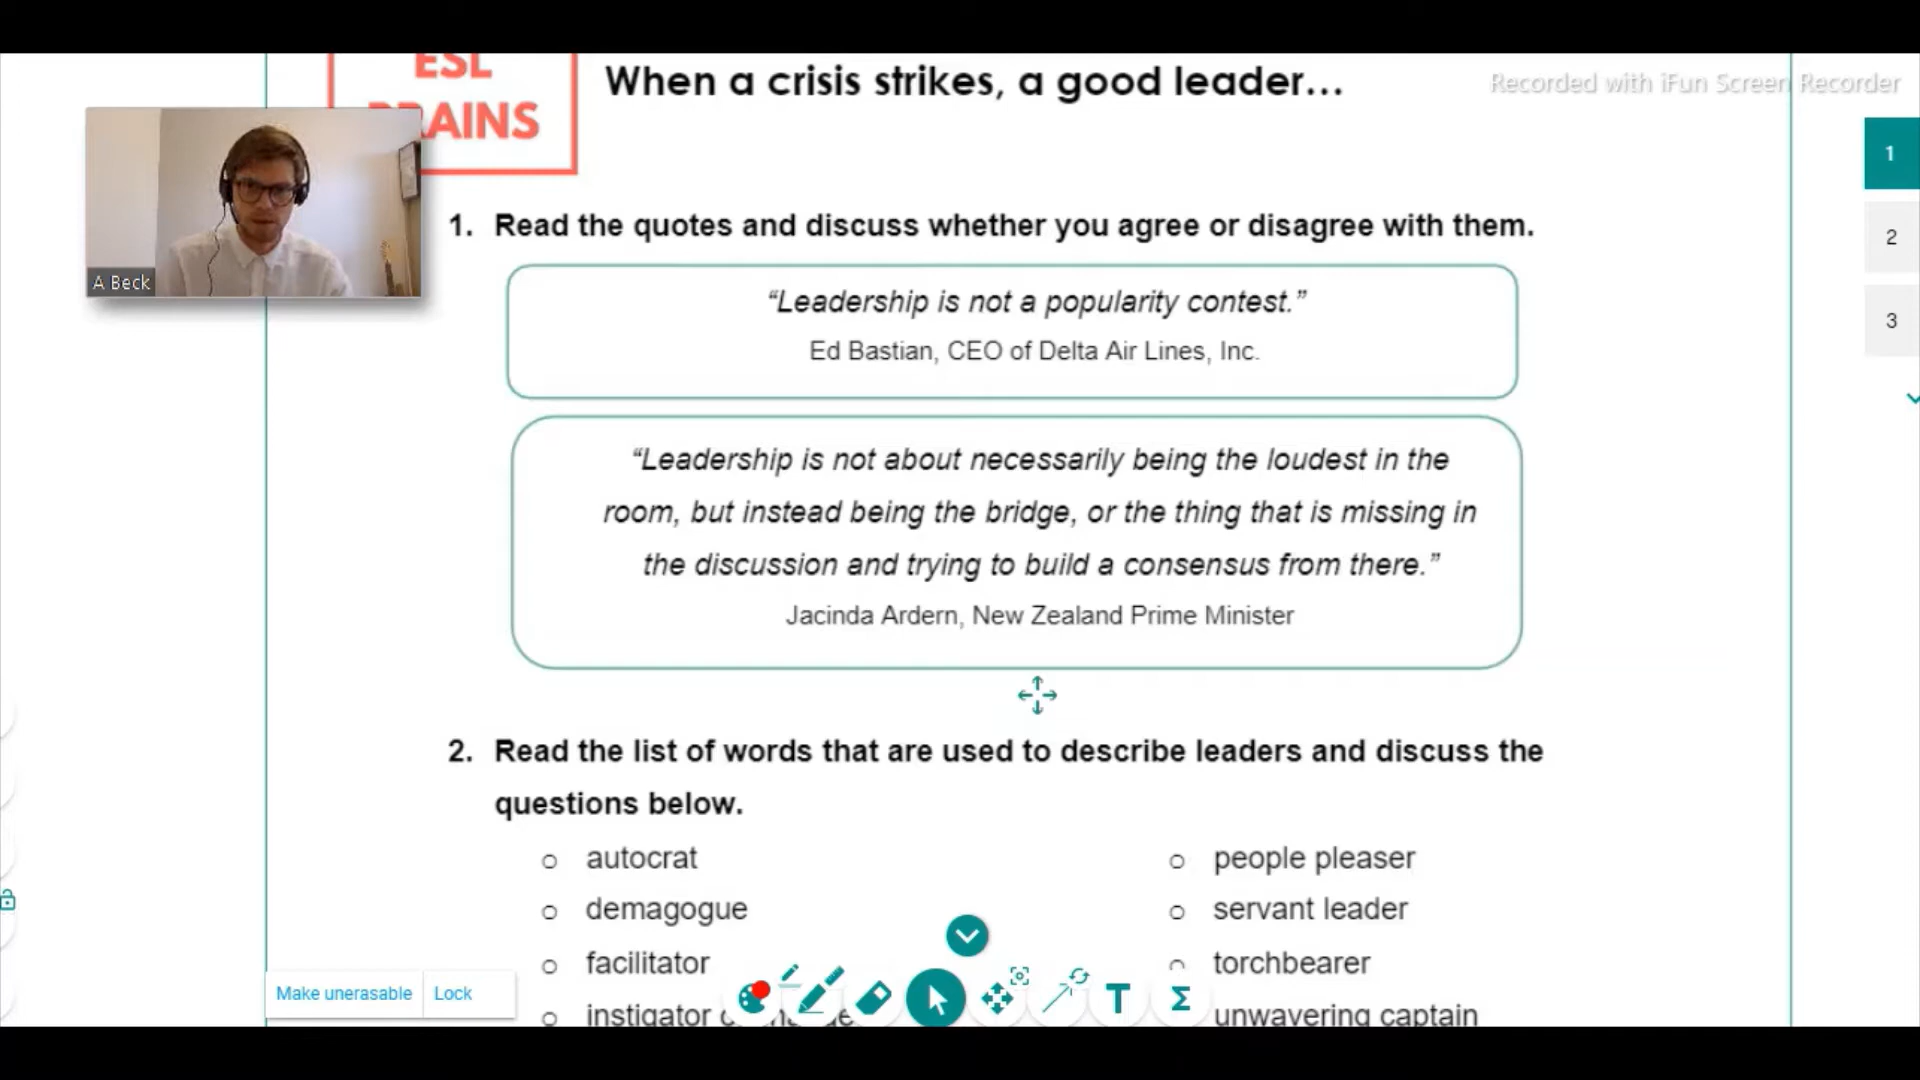 ESL
BRAINS
When a crisis strikes, a good leader...
Recorded with iFun Screen Recorder
A Beck
1
2
3
1. Read the quotes and discuss whether you agree or disagree with them.
“Leadership is not a popularity contest.”
Ed Bastian, CEO of Delta Air Lines, Inc.
“Leadership is not about necessarily being the loudest in the
room, but instead being the bridge, or the thing that is missing in
the discussion and trying to build a consensus from there.”
Jacinda Ardern, New Zealand Prime Minister
2. Read the list of words that are used to describe leaders and discuss the
questions below.
autocrat
demagogue
facilitator
instigator
people pleaser
servant leader
torchbearer
unwavering captain
Make unerasable
Lock
T
Σ